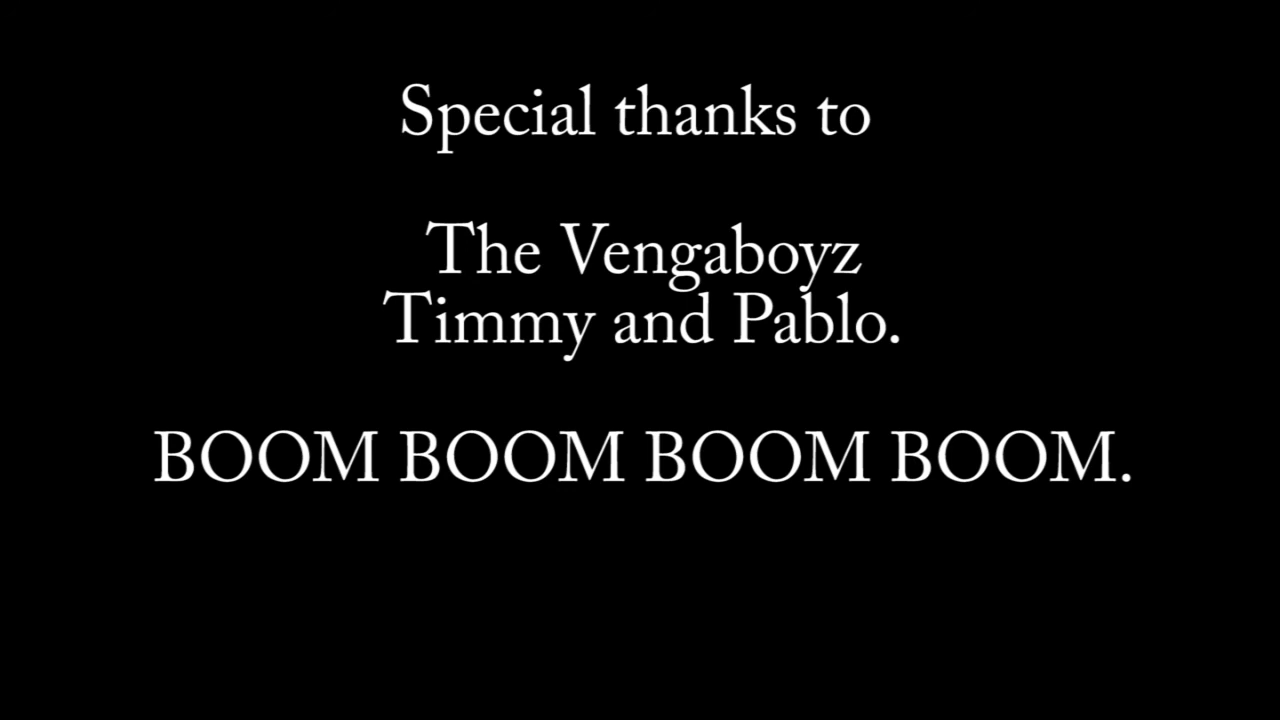 Special thanks to
The Vengaboyz
Timmy and Pablo.
BOOM BOOM BOOM BOOM.